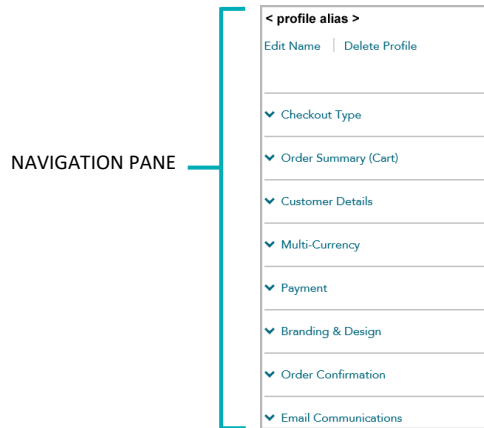 < profile alias >
Edit Name | Delete Profile
Checkout Type
Order Summary (Cart)
NAVIGATION PANE
Customer Details
Multi-Currency
Payment
Branding & Design
Order Confirmation
Email Communications